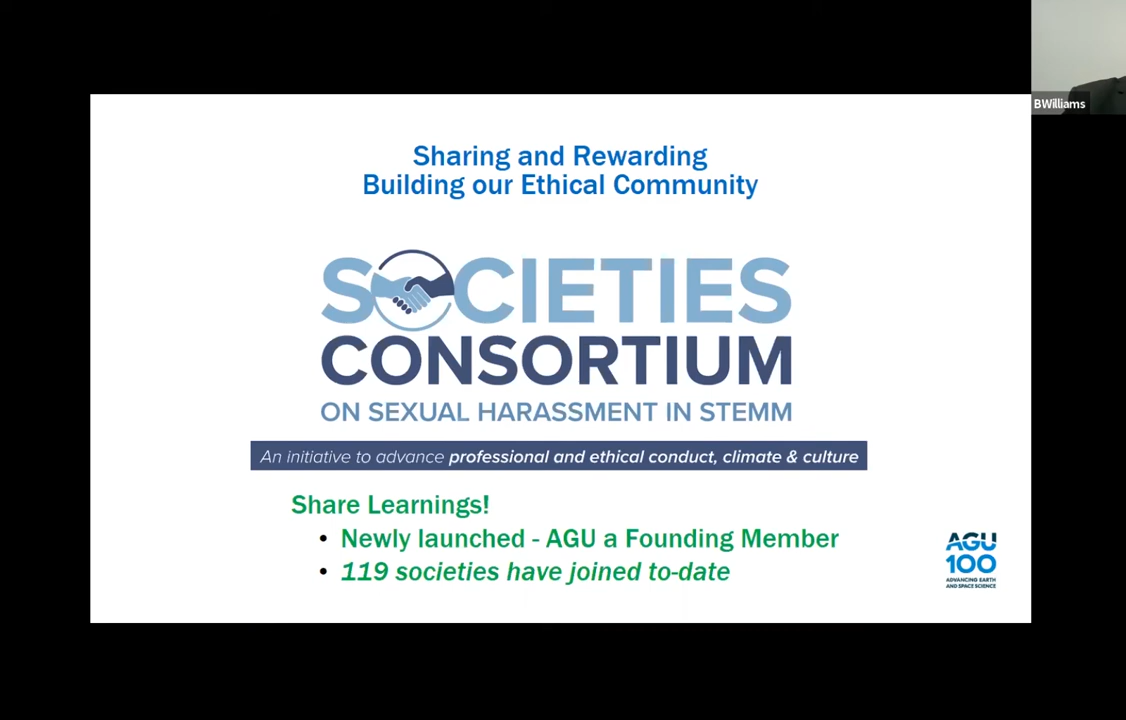 BWilliams
Sharing and Rewarding
Building our Ethical Community
SOCIETIES
CONSORTIUM
ON SEXUAL HARASSMENT IN STEMM
An initiative to advance professional and ethical conduct, climate & culture
Share Learnings!
• Newly launched - AGU a Founding Member
• 119 societies have joined to-date
AGU
100
ADVANCING EARTH
AND SPACE SCIENCE